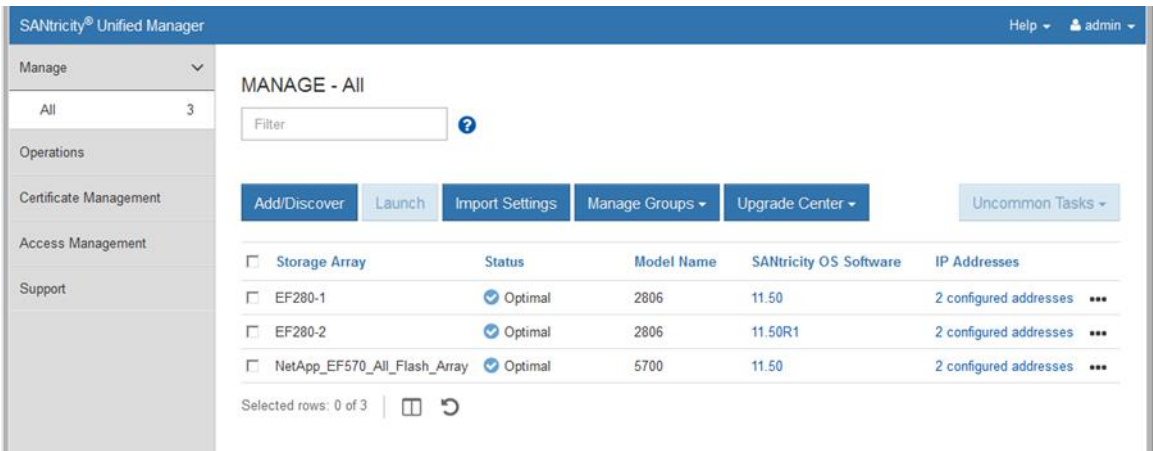 SANtricity® Unified Manager Help admin
Manage
All 3
Operations
Certificate Management
Access Management
Support
MANAGE - All
Filter ?
Add/Discover Launch Import Settings Manage Groups Upgrade Center Uncommon Tasks
Storage Array Status Model Name SANtricity OS Software IP Addresses
EF280-1 Optimal 2806 11.50 2 configured addresses •••
EF280-2 Optimal 2806 11.50R1 2 configured addresses •••
NetApp_EF570_All_Flash_Array Optimal 5700 11.50 2 configured addresses •••
Selected rows: 0 of 3